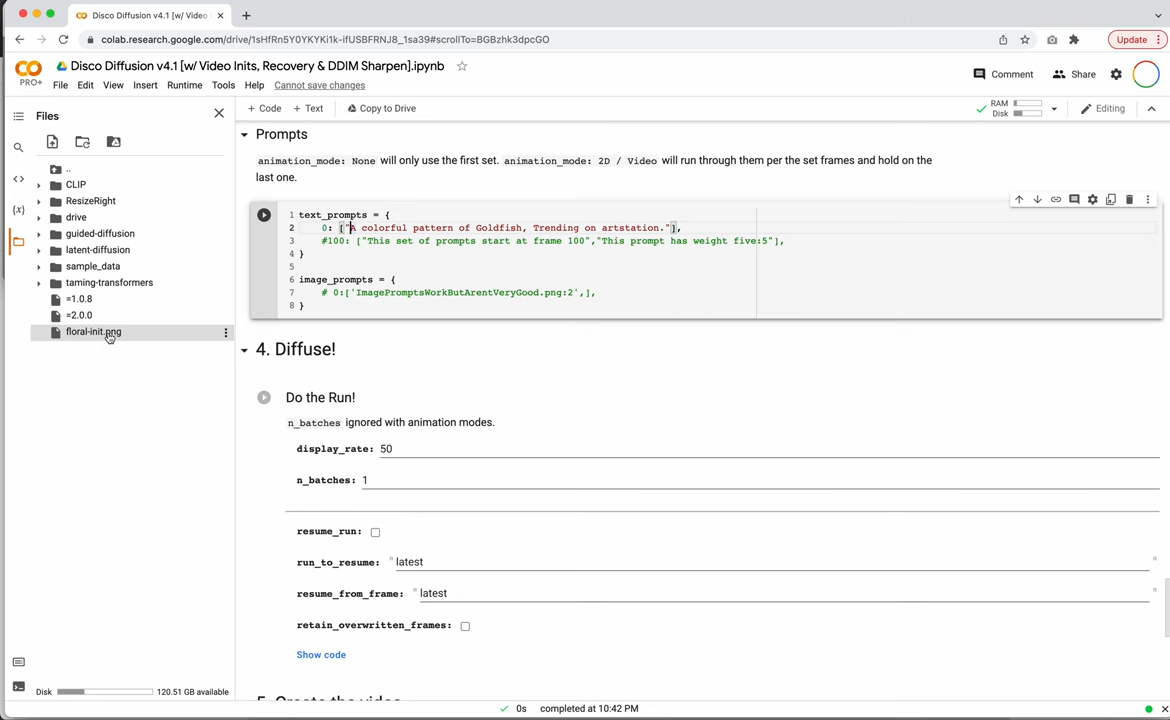 Disco Diffusion v4.1 [w/ Video
Update
colab.research.google.com/drive/1sHfRn5Y0YKYKi1k-ifUSBFRNJ8_1sa39#scrollTo=BGBzhk3dpcGO
PRO+
Disco Diffusion v4.1 [w/ Video Inits, Recovery & DDIM Sharpen].ipynb
Comment
Share
File Edit View Insert Runtime Tools Help Cannot save changes
Files
+ Code + Text Copy to Drive
RAM
Disk
Editing
..
CLIP
ResizeRight
drive
guided-diffusion
latent-diffusion
sample_data
taming-transformers
=1.0.8
=2.0.0
floral-init.png
Disk 120.51 GB available
Prompts
animation_mode: None will only use the first set. animation_mode: 2D / Video will run through them per the set frames and hold on the
last one.
1 text_prompts = {
2 0: ["A colorful pattern of Goldfish, Trending on artstation."],
3 #100: ["This set of prompts start at frame 100","This prompt has weight five:5"],
4 }
5
6 image_prompts = {
7 # 0:['ImagePromptsWorkButArentVeryGood.png:2',],
8 }
4. Diffuse!
Do the Run!
n_batches ignored with animation modes.
display_rate: 50
n_batches: 1
resume_run:
run_to_resume: "latest"
resume_from_frame: "latest"
retain_overwritten_frames:
Show code
5. Create the video
0s completed at 10:42 PM